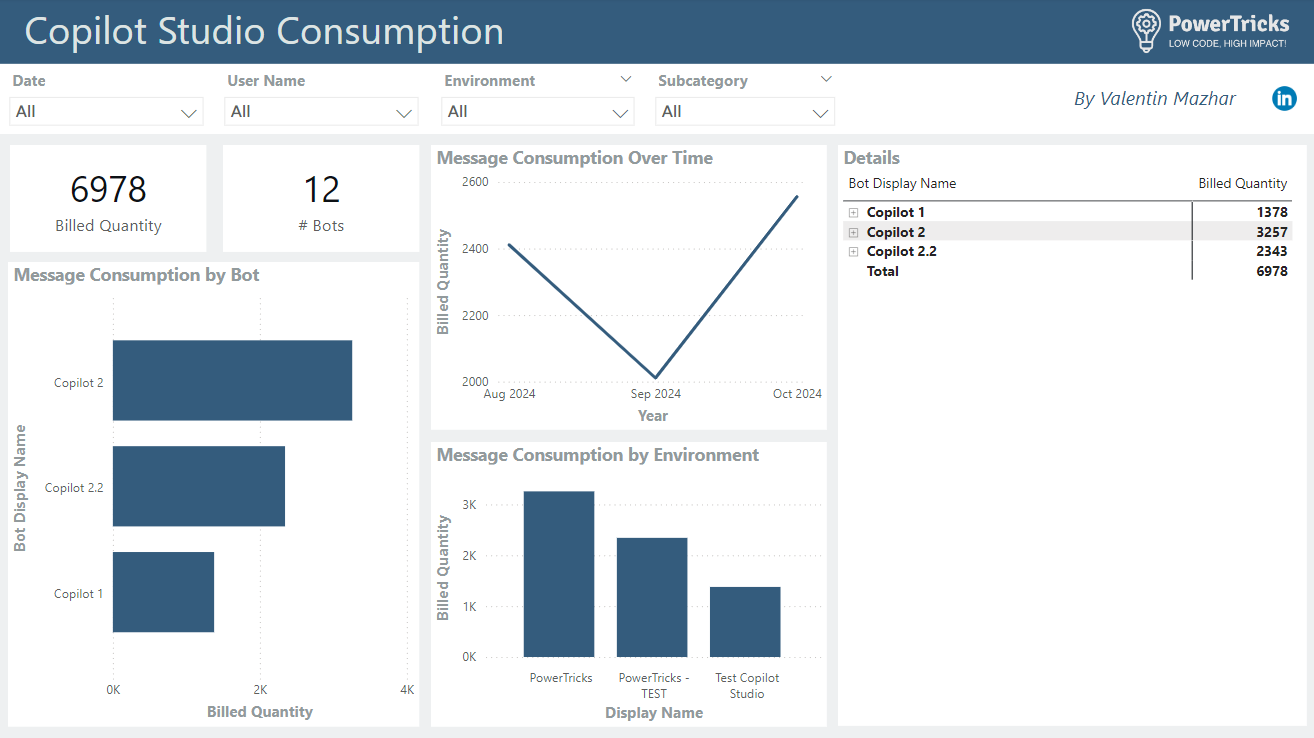 Copilot Studio Consumption
PowerTricks
LOW CODE, HIGH IMPACT!
Date
All
User Name
All
Environment
All
Subcategory
All
By Valentin Mazhar
in
6978
Billed Quantity
12
# Bots
Message Consumption by Bot
Bot Display Name
Copilot 2
Copilot 2.2
Copilot 1
0K 2K 4K
Billed Quantity
Message Consumption Over Time
Billed Quantity
2600
2400
2200
2000
Aug 2024 Sep 2024 Oct 2024
Year
Message Consumption by Environment
Billed Quantity
3K
2K
1K
0K
PowerTricks
PowerTricks -
TEST
Test Copilot
Studio
Display Name
Details
Bot Display Name Billed Quantity
Copilot 1 1378
Copilot 2 3257
Copilot 2.2 2343
Total 6978